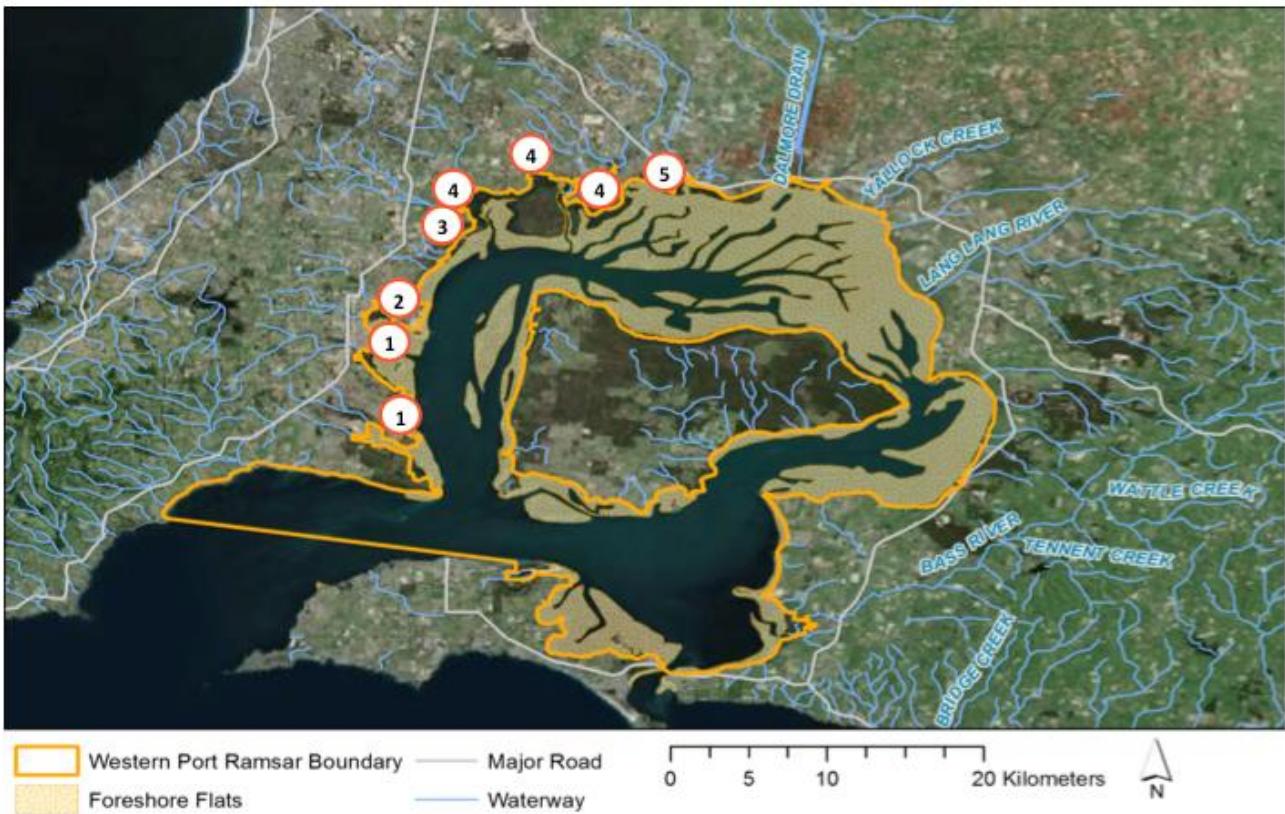 DALMORE DRAIN
4
5
4
4
YALLOCK CREEK
3
LANG LANG RIVER
2
1
1
WATTLE CREEK
BASS RIVER
TENNENT CREEK
BRIDGE CREEK
Western Port Ramsar Boundary
Major Road
Foreshore Flats
Waterway
0 5 10 20 Kilometers
N